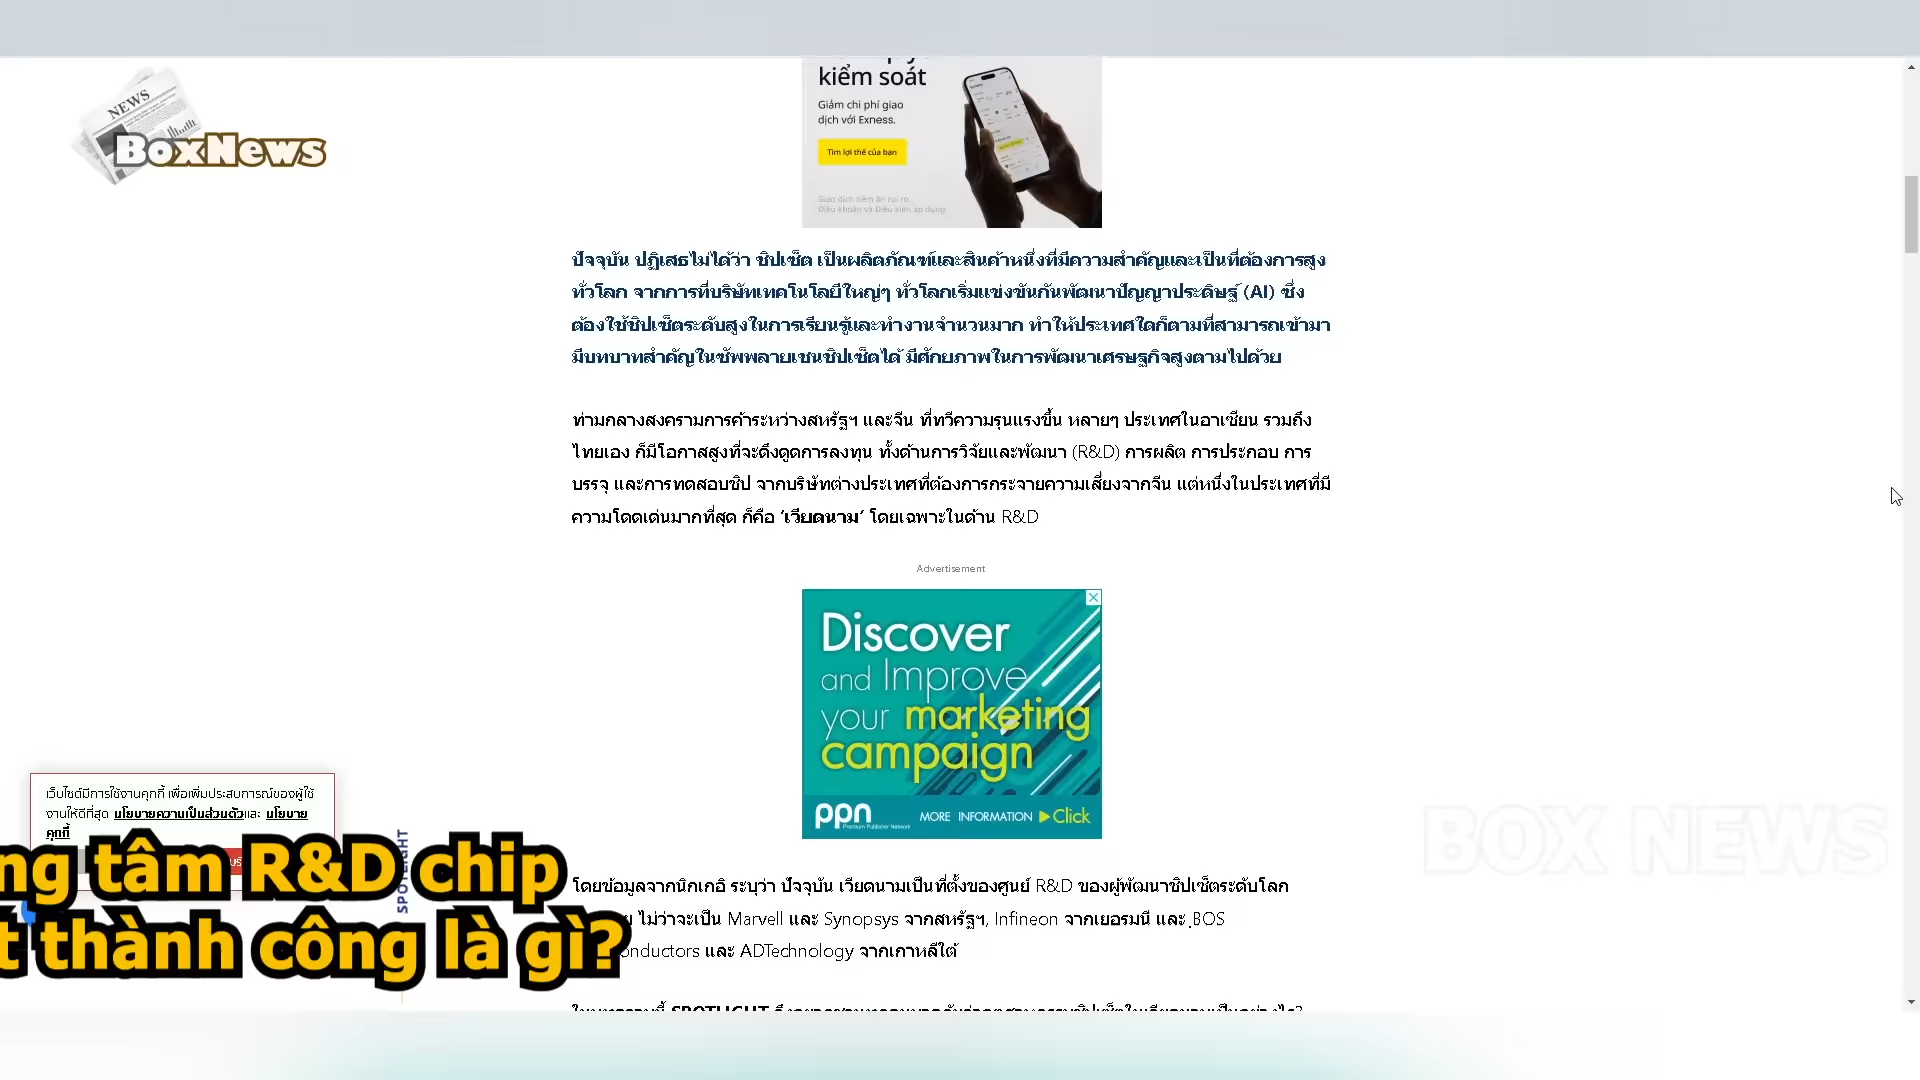 kiểm soát
Giảm chi phí giao
dịch với Exness.
Tìm lợi thế của bạn
Giao dịch tiềm ẩn rủi ro.
Điều khoản và Điều kiện áp dụng.
NEWS
BoxNews
ปัจจุบัน ปฏิเสธไม่ได้ว่า ชิปเซ็ต เป็นผลิตภัณฑ์และสินค้าหนึ่งที่มีความสำคัญและเป็นที่ต้องการสูง
ทั่วโลก จากการที่บริษัทเทคโนโลยีใหญ่ๆ ทั่วโลกเริ่มแข่งขันกันพัฒนาปัญญาประดิษฐ์ (AI) ซึ่ง
ต้องใช้ชิปเซ็ตระดับสูงในการเรียนรู้และทำงานจำนวนมาก ทำให้ประเทศใดก็ตามที่สามารถเข้ามา
มีบทบาทสำคัญในซัพพลายเชนชิปเซ็ตได้ มีศักยภาพในการพัฒนาเศรษฐกิจสูงตามไปด้วย
ท่ามกลางสงครามการค้าระหว่างสหรัฐฯ และจีน ที่ทวีความรุนแรงขึ้น หลายๆ ประเทศในอาเซียน รวมถึง
ไทยเอง ก็มีโอกาสสูงที่จะดึงดูดการลงทุน ทั้งด้านการวิจัยและพัฒนา (R&D) การผลิต การประกอบ การ
บรรจุ และการทดสอบชิป จากบริษัทต่างประเทศที่ต้องการกระจายความเสี่ยงจากจีน แต่หนึ่งในประเทศที่มี
ความโดดเด่นมากที่สุด ก็คือ ‘เวียดนาม’ โดยเฉพาะในด้าน R&D
Advertisement
Discover
and Improve
your marketing
campaign
ppn
Premium Publisher Network
MORE INFORMATION ▶Click
เว็บไซต์มีการใช้งานคุกกี้ เพื่อเพิ่มประสบการณ์ของผู้ใช้
งานให้ดีที่สุด นโยบายความเป็นส่วนตัวและ นโยบาย
คุกกี้
SPOTLIGHT
ng tâm R&D chip
t thành công là gì?
BOX NEWS
โดยข้อมูลจากนิกเกอิ ระบุว่า ปัจจุบัน เวียดนามเป็นที่ตั้งของศูนย์ R&D ของผู้พัฒนาชิปเซ็ตระดับโลก
ไม่ว่าจะเป็น Marvell และ Synopsys จากสหรัฐฯ, Infineon จากเยอรมนี และ BOS
onductors และ ADTechnology จากเกาหลีใต้